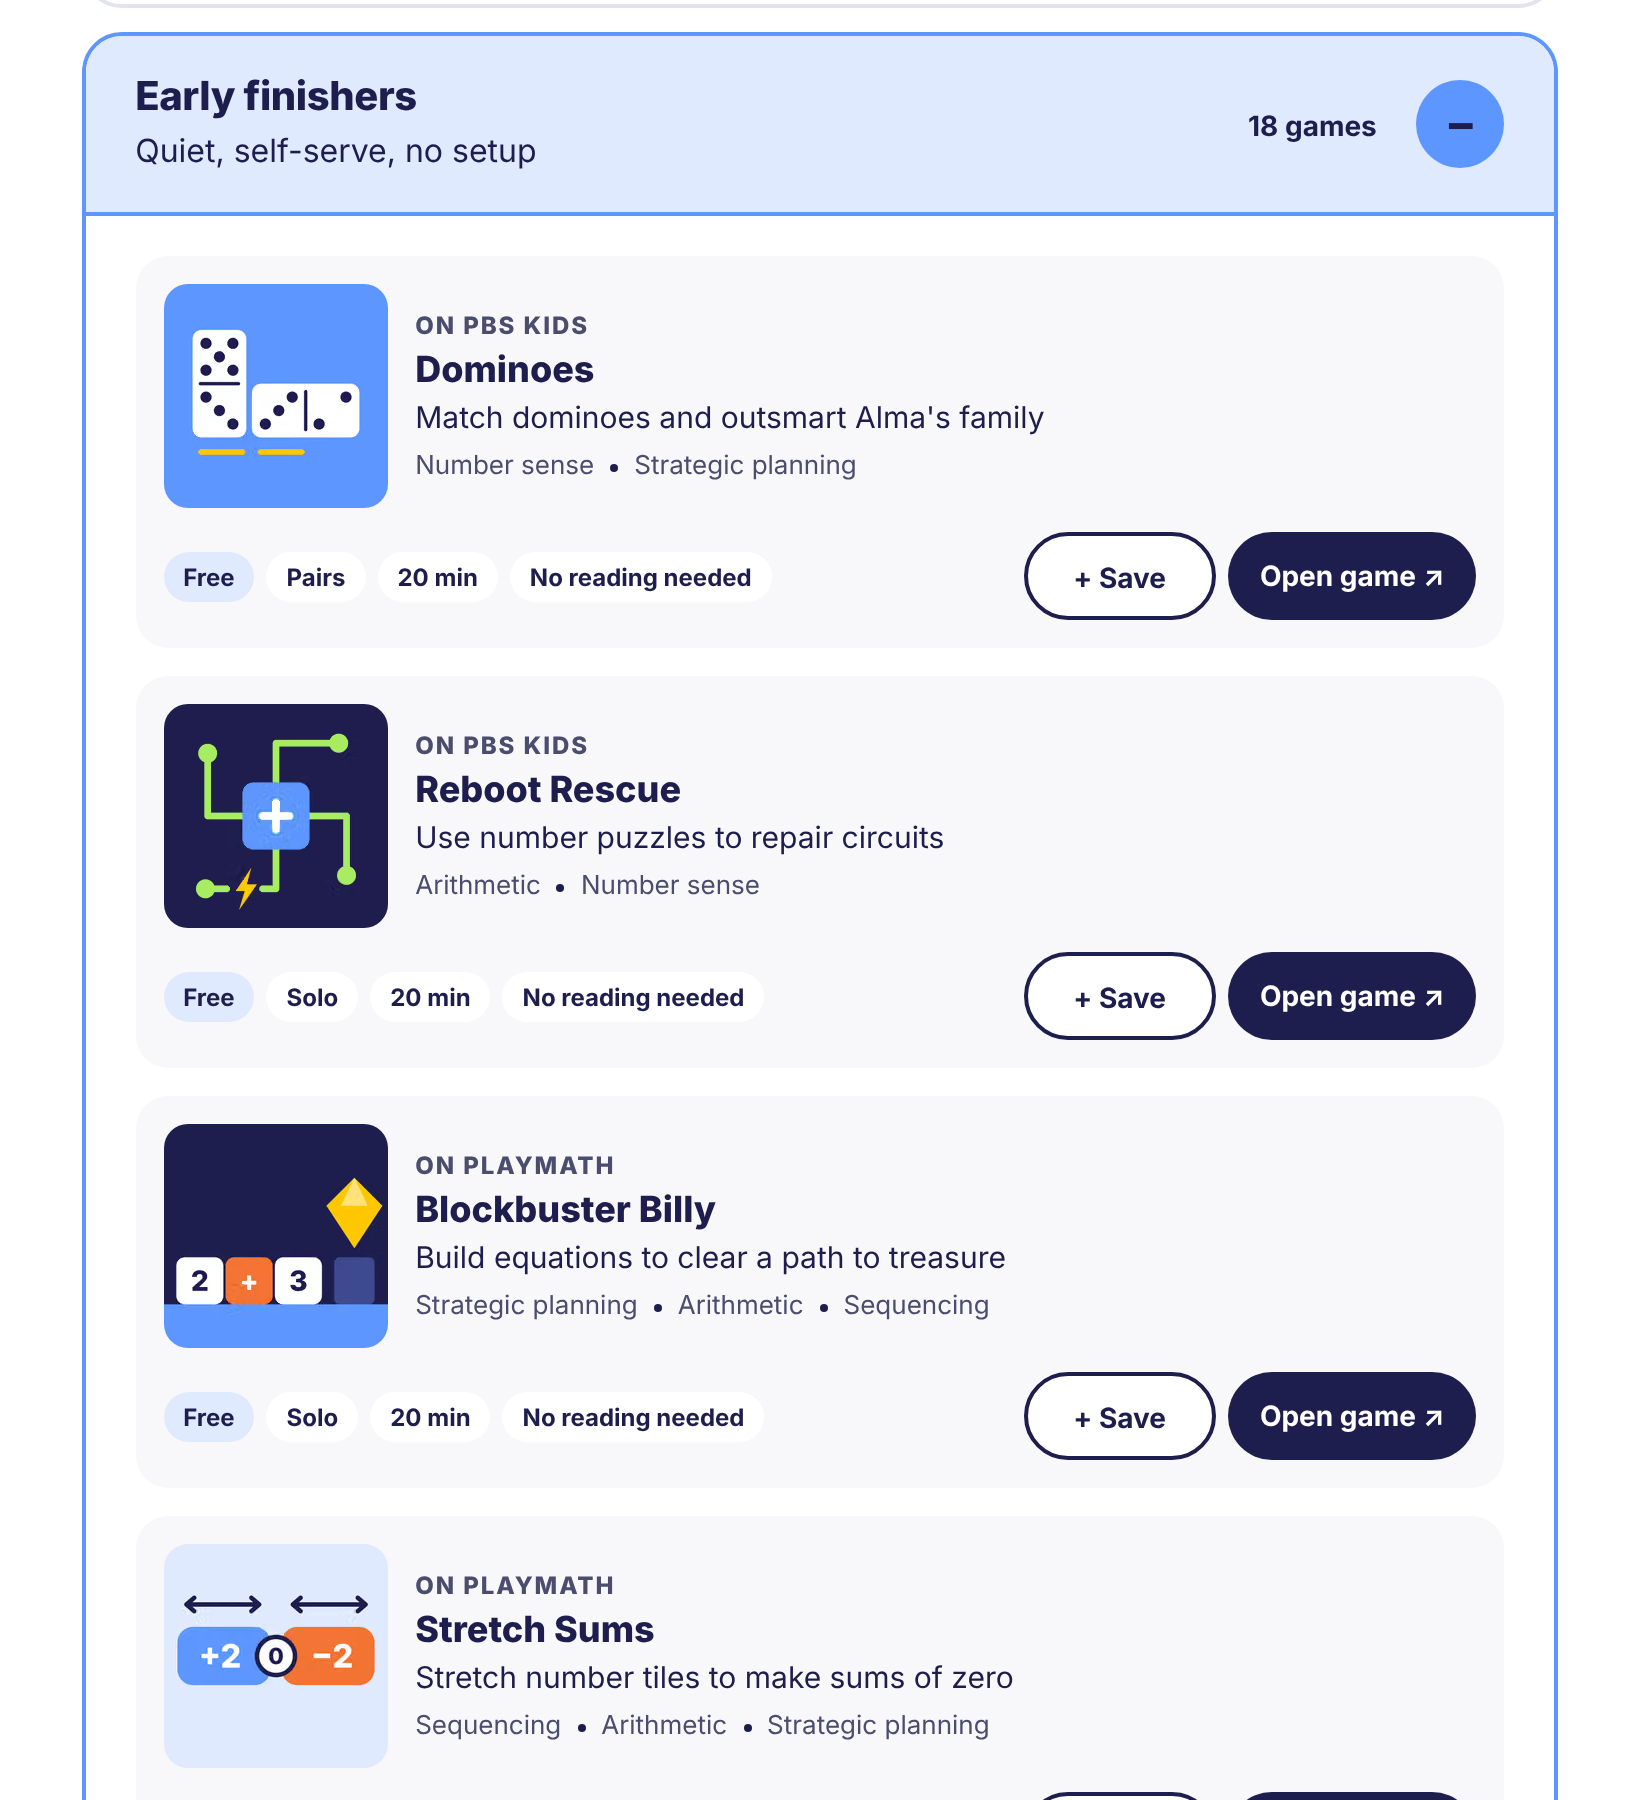 Early finishers
Quiet, self-serve, no setup
18 games
ON PBS KIDS
Dominoes
Match dominoes and outsmart Alma's family
Number sense • Strategic planning
Free Pairs 20 min No reading needed + Save Open game ↗
ON PBS KIDS
Reboot Rescue
Use number puzzles to repair circuits
Arithmetic • Number sense
Free Solo 20 min No reading needed + Save Open game ↗
2 + 3
ON PLAYMATH
Blockbuster Billy
Build equations to clear a path to treasure
Strategic planning • Arithmetic • Sequencing
Free Solo 20 min No reading needed + Save Open game ↗
+2 0 −2
ON PLAYMATH
Stretch Sums
Stretch number tiles to make sums of zero
Sequencing • Arithmetic • Strategic planning